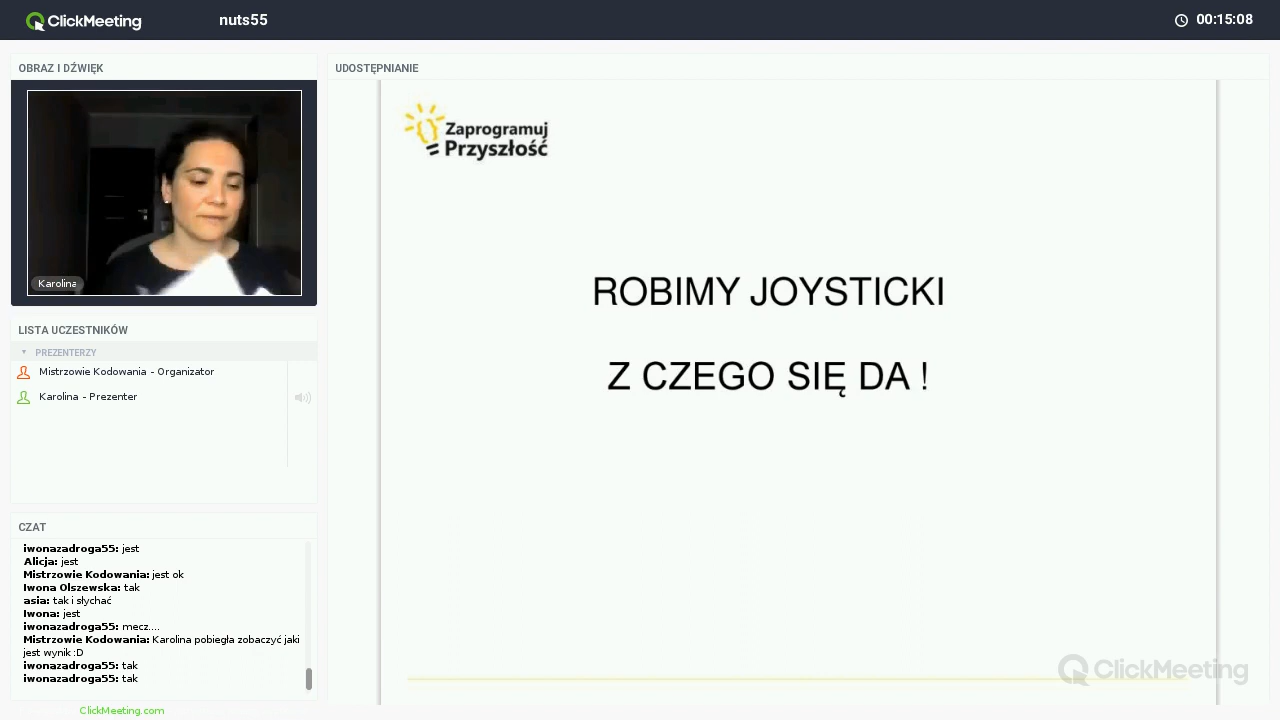 ClickMeeting
nuts55
00:15:08
OBRAZ I DŹWIĘK
UDOSTĘPNIANIE
Karolina
Zaprogramuj
Przyszłość
ROBIMY JOYSTICKI
Z CZEGO SIĘ DA !
LISTA UCZESTNIKÓW
PREZENTERZY
Mistrzowie Kodowania - Organizator
Karolina - Prezenter
CZAT
iwonazadroga55: jest
Alicja: jest
Mistrzowie Kodowania: jest ok
Iwona Olszewska: tak
asia: tak i słychać
Iwona: jest
iwonazadroga55: mecz....
Mistrzowie Kodowania: Karolina pobiegła zobaczyć jaki
jest wynik :D
iwonazadroga55: tak
iwonazadroga55: tak
ClickMeeting
ClickMeeting.com